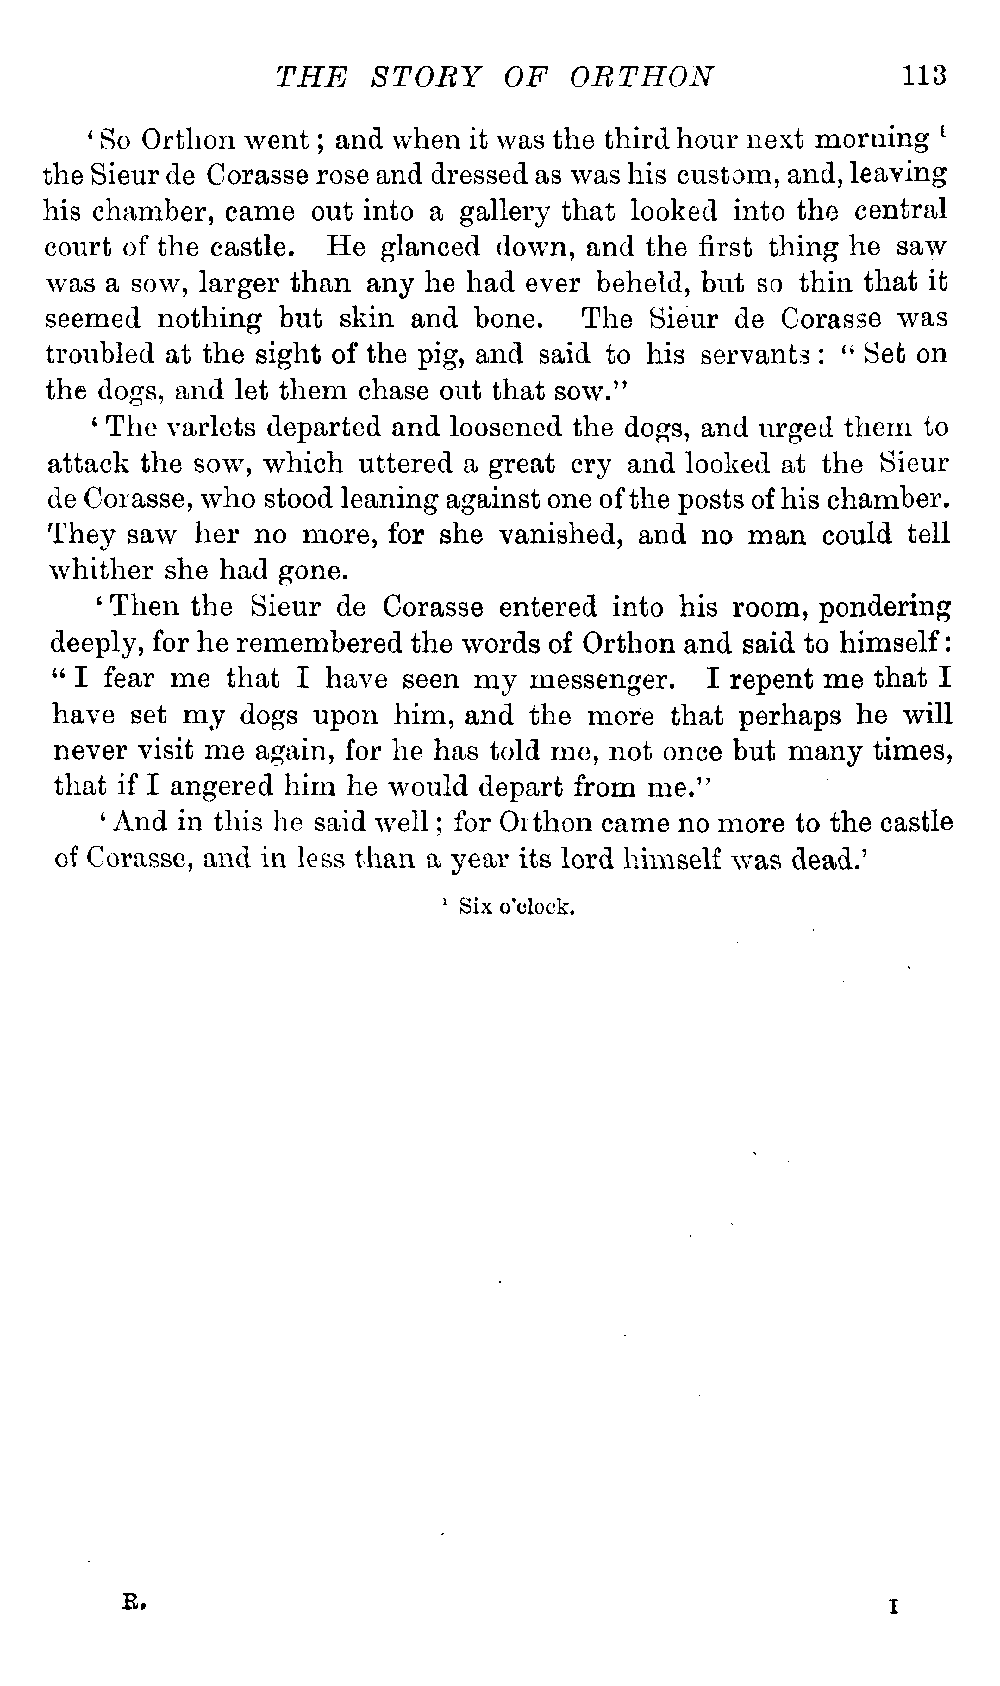 THE STORY OF ORTHON 113
‘So Orthon went; and when it was the third hour next morning ¹
the Sieur de Corasse rose and dressed as was his custom, and, leaving
his chamber, came out into a gallery that looked into the central
court of the castle. He glanced down, and the first thing he saw
was a sow, larger than any he had ever beheld, but so thin that it
seemed nothing but skin and bone. The Sieur de Corasse was
troubled at the sight of the pig, and said to his servants: “Set on
the dogs, and let them chase out that sow.”
‘The varlets departed and loosened the dogs, and urged them to
attack the sow, which uttered a great cry and looked at the Sieur
de Corasse, who stood leaning against one of the posts of his chamber.
They saw her no more, for she vanished, and no man could tell
whither she had gone.
‘Then the Sieur de Corasse entered into his room, pondering
deeply, for he remembered the words of Orthon and said to himself:
“I fear me that I have seen my messenger. I repent me that I
have set my dogs upon him, and the more that perhaps he will
never visit me again, for he has told me, not once but many times,
that if I angered him he would depart from me.”
‘And in this he said well; for Orthon came no more to the castle
of Corasse, and in less than a year its lord himself was dead.’
¹ Six o’clock.
R. I